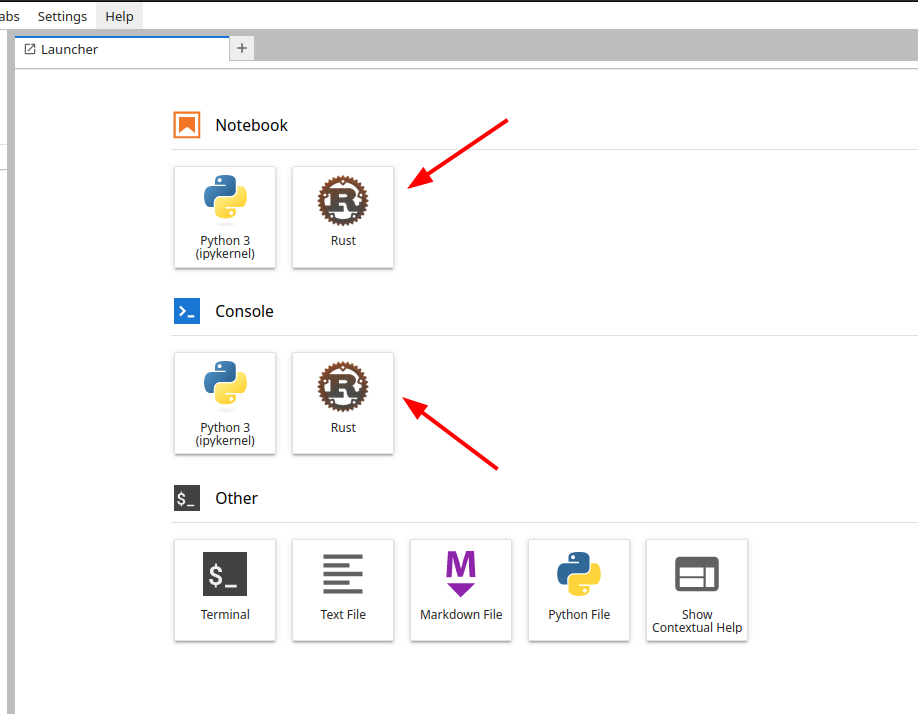 abs Settings Help
Launcher +
Notebook
Python 3
(ipykernel)
Rust
Console
Python 3
(ipykernel)
Rust
$_ Other
$_
Terminal
Text File
M
Markdown File
Python File
Show
Contextual Help